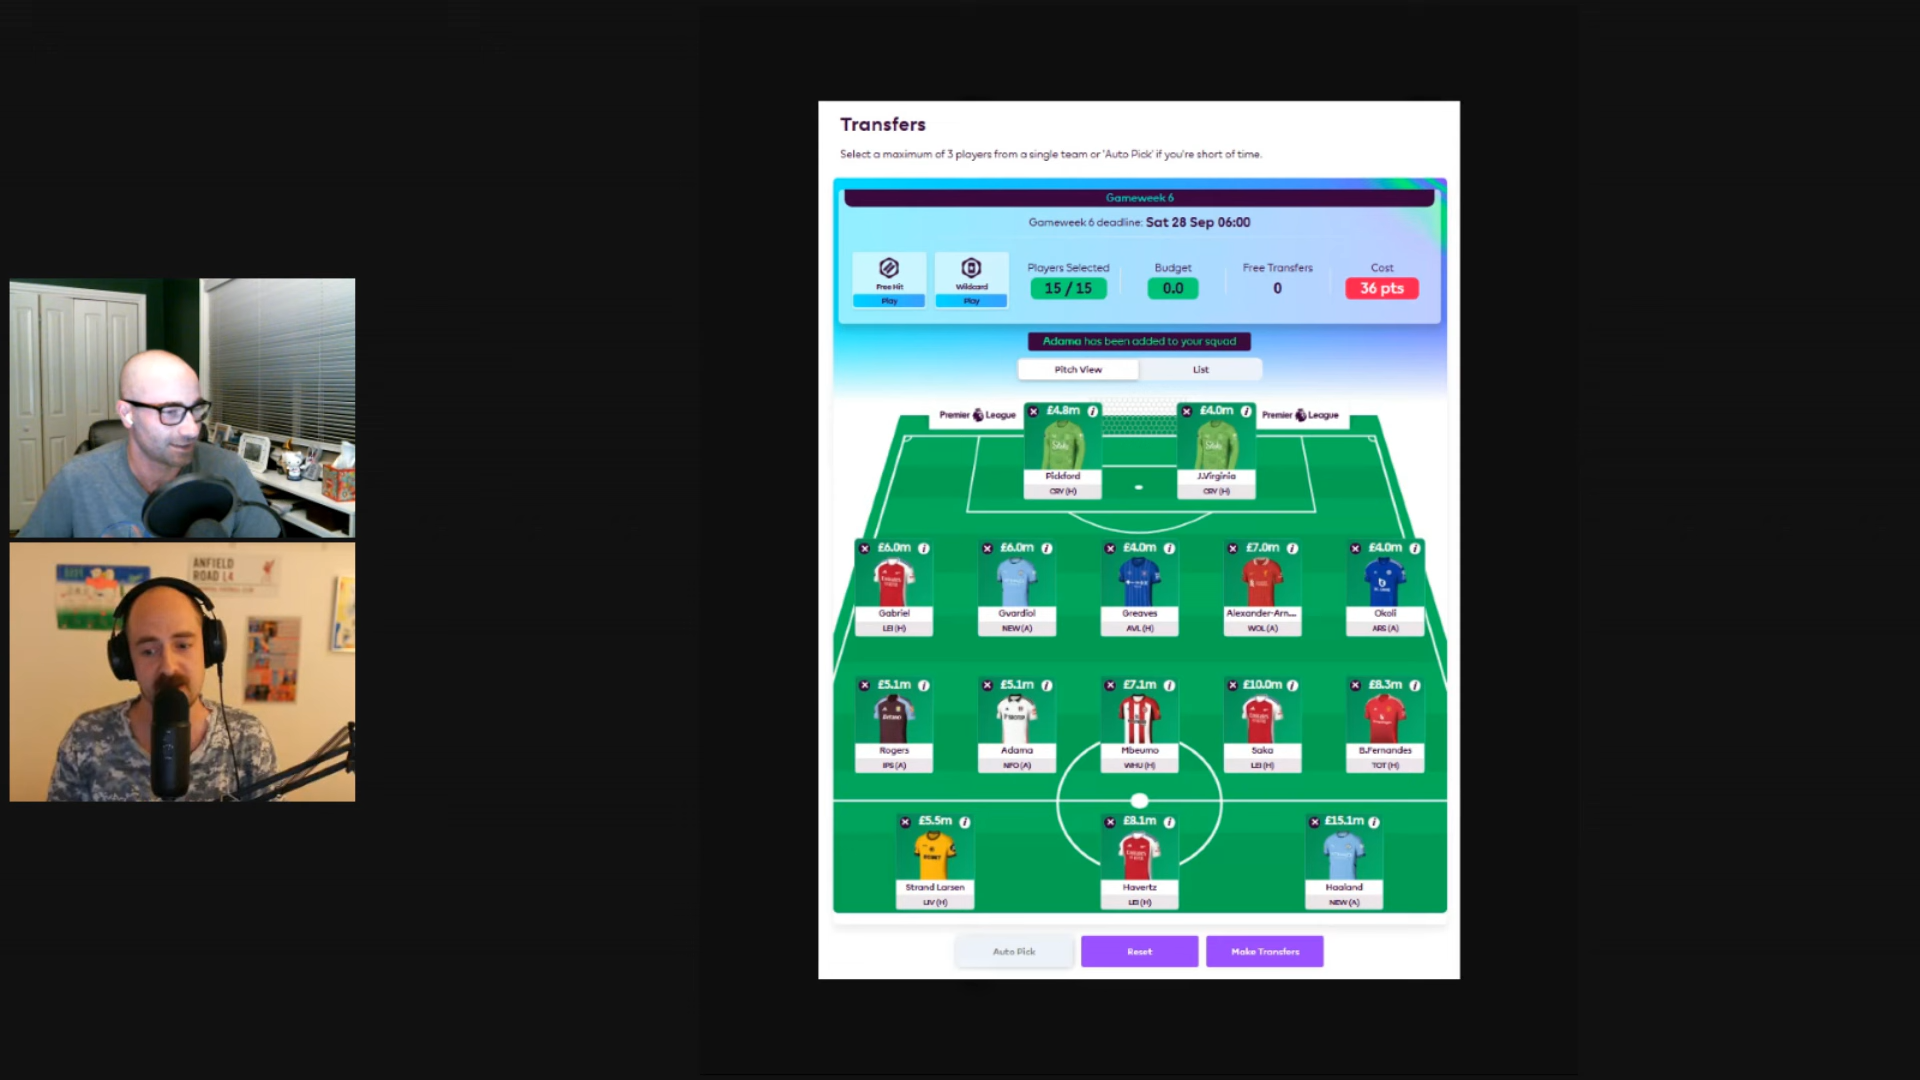 Transfers
Select a maximum of 3 players from a single team or 'Auto Pick' if you're short of time.
Gameweek 6
Gameweek 6 deadline: Sat 28 Sep 06:00
Free Hit
Play
Wildcard
Play
Players Selected
15 / 15
Budget
0.0
Free Transfers
0
Cost
36 pts
Adama has been added to your squad
Pitch View
List
Premier League
Premier League
£4.8m
Pickford
CRY (H)
£4.0m
J.Virginia
CRY (H)
£6.0m
Gabriel
LEI (H)
£6.0m
Gvardiol
NEW (A)
£4.0m
Greaves
AVL (H)
£7.0m
Alexander-Arn...
WOL (A)
£4.0m
Okoli
ARS (A)
£5.1m
Rogers
IPS (A)
£5.1m
Adama
NFO (A)
£7.1m
Mbeumo
WHU (H)
£10.0m
Saka
LEI (H)
£8.3m
B.Fernandes
TOT (H)
£5.5m
Strand Larsen
LIV (H)
£8.1m
Havertz
LEI (H)
£15.1m
Haaland
NEW (A)
Auto Pick
Reset
Make Transfers
ANFIELD
ROAD L4